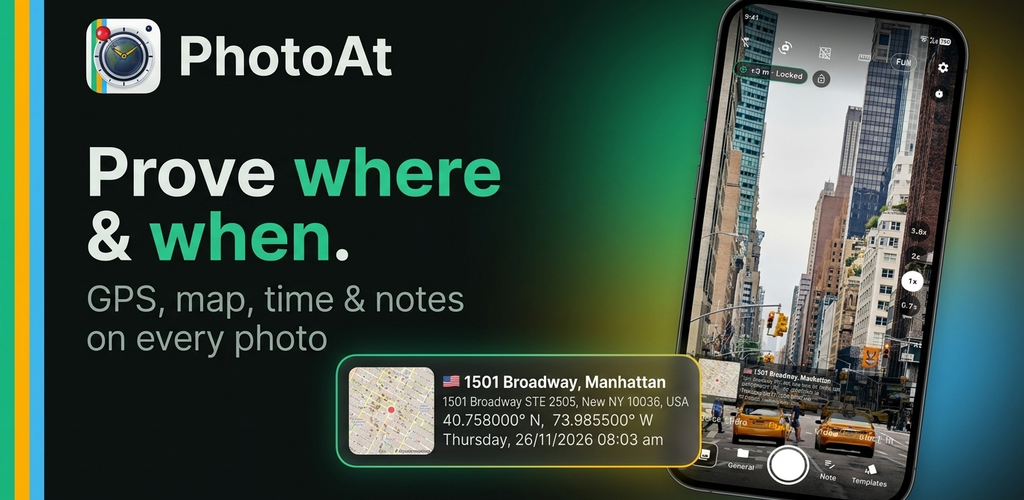 PhotoAt
Prove where
& when.
GPS, map, time & notes
on every photo
1501 Broadway, Manhattan
1501 Broadway STE 2505, New NY 10036, USA
40.758000° N, 73.985500° W
Thursday, 26/11/2026 08:03 am
9:41
m · Locked
3.8x
1x
0.7x
1501 Broadway, Manhattan
General
Note
Templates